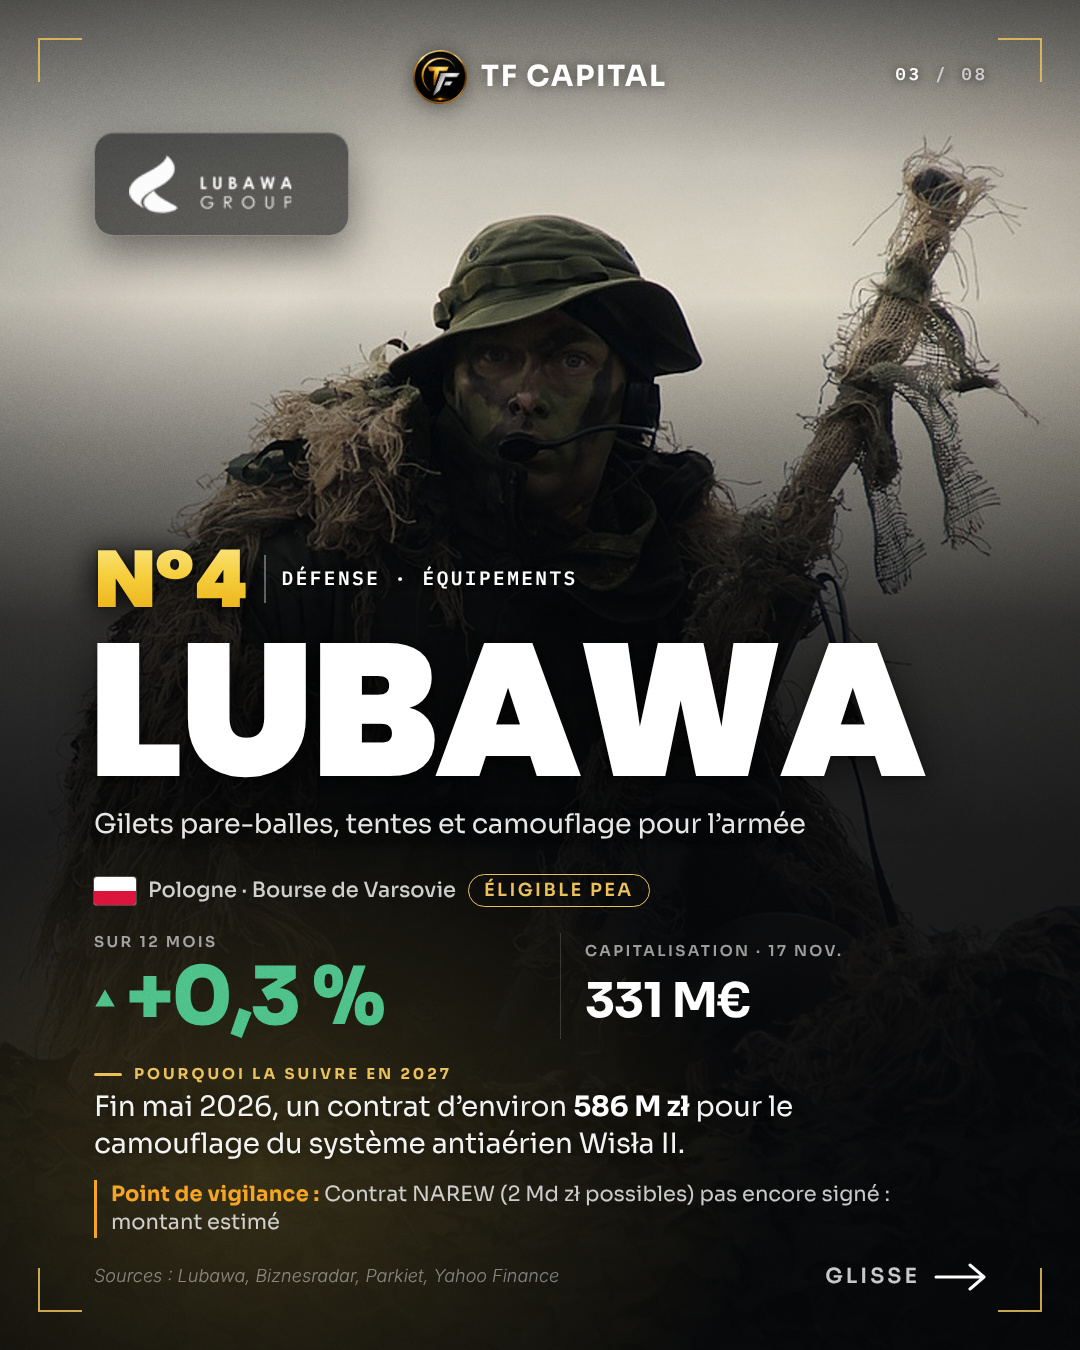 TF CAPITAL
03 / 08
LUBAWA
GROUP
Nº4
DÉFENSE · ÉQUIPEMENTS
LUBAWA
Gilets pare-balles, tentes et camouflage pour l’armée
Pologne · Bourse de Varsovie
ÉLIGIBLE PEA
SUR 12 MOIS
+0,3 %
CAPITALISATION · 17 NOV.
331 M€
POURQUOI LA SUIVRE EN 2027
Fin mai 2026, un contrat d’environ 586 M zł pour le
camouflage du système antiaérien Wisła II.
Point de vigilance : Contrat NAREW (2 Md zł possibles) pas encore signé :
montant estimé
Sources : Lubawa, Biznesradar, Parkiet, Yahoo Finance
GLISSE